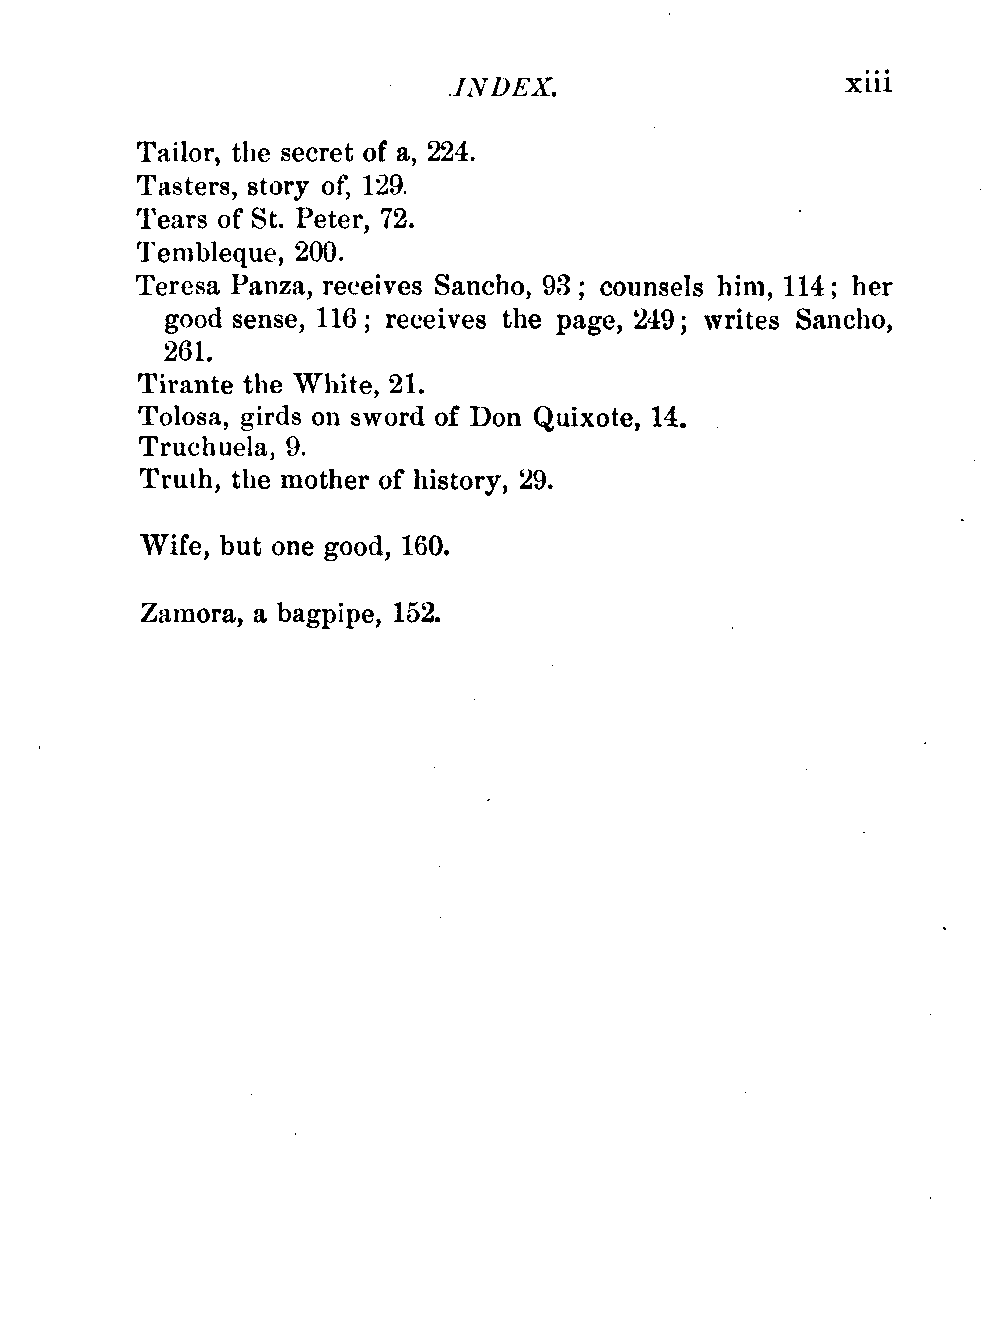 INDEX. xiii
Tailor, the secret of a, 224.
Tasters, story of, 129.
Tears of St. Peter, 72.
Tembleque, 200.
Teresa Panza, receives Sancho, 93; counsels him, 114; her
good sense, 116; receives the page, 249; writes Sancho,
261.
Tirante the White, 21.
Tolosa, girds on sword of Don Quixote, 14.
Truchuela, 9.
Truth, the mother of history, 29.
Wife, but one good, 160.
Zamora, a bagpipe, 152.